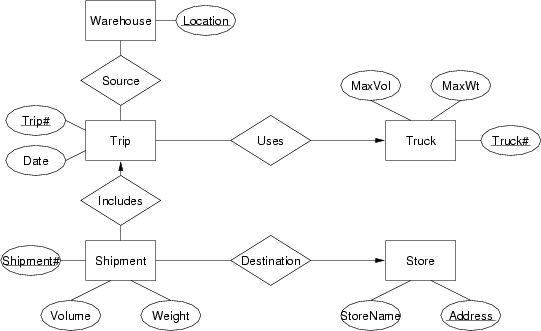 Warehouse
Location
Source
MaxVol
MaxWt
Trip#
Trip
Uses
Truck
Truck#
Date
Includes
Shipment#
Shipment
Destination
Store
Volume
Weight
StoreName
Address